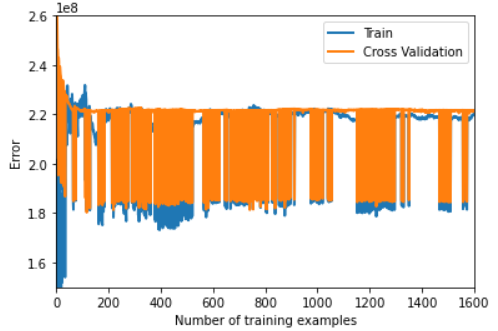 1e8
2.6
2.4
2.2
2.0
1.8
1.6
Error
0 200 400 600 800 1000 1200 1400 1600
Number of training examples
Train
Cross Validation